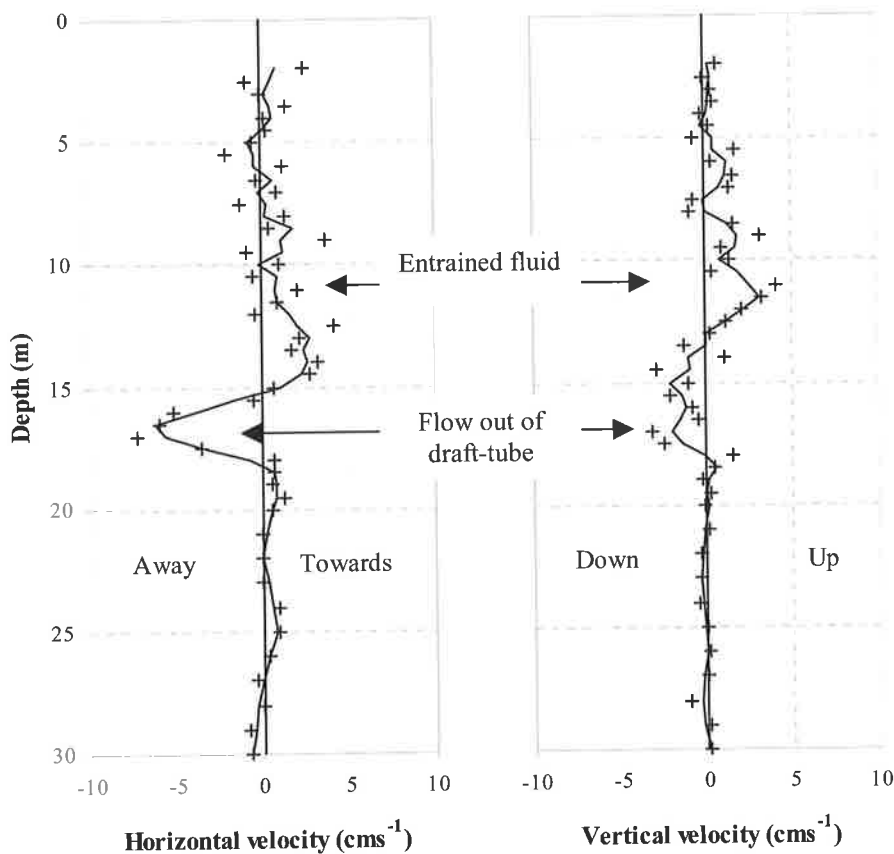 0
5
10
15
20
25
30
Depth (m)
-10 -5 0 5 10
Horizontal velocity (cms-1)
Away
Towards
Entrained fluid
Flow out of
draft-tube
Down
Up
-10 -5 0 5 10
Vertical velocity (cms-1)